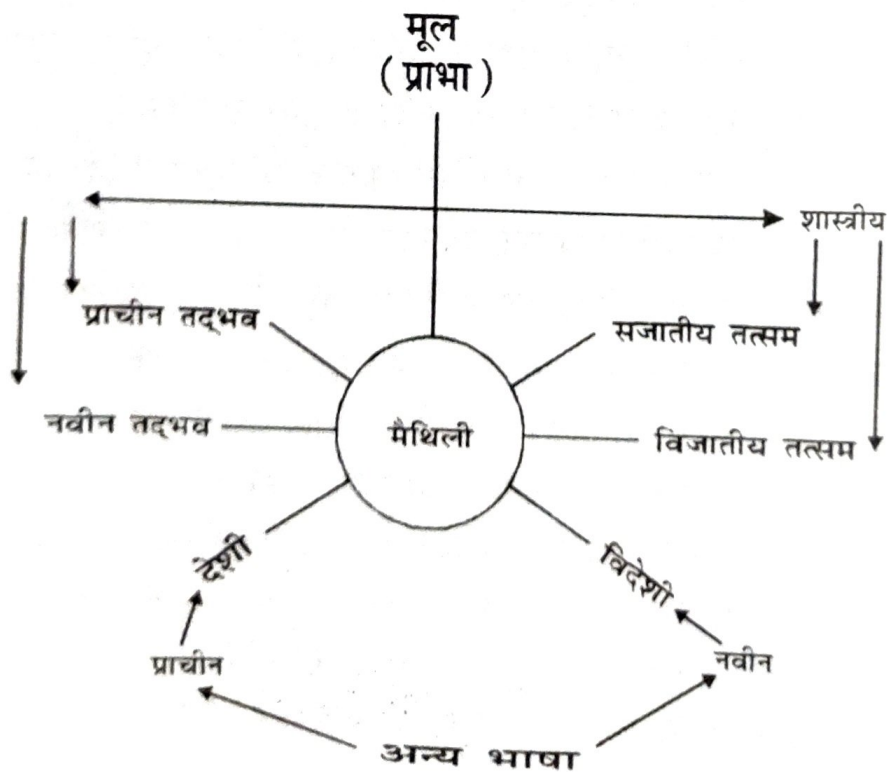 मूल
( प्राभा )
शास्त्रीय
प्राचीन तद्‌भव
सजातीय तत्सम
नवीन तद्‌भव
मैथिली
विजातीय तत्सम
देशी
विदेशी
प्राचीन
नवीन
अन्य भाषा